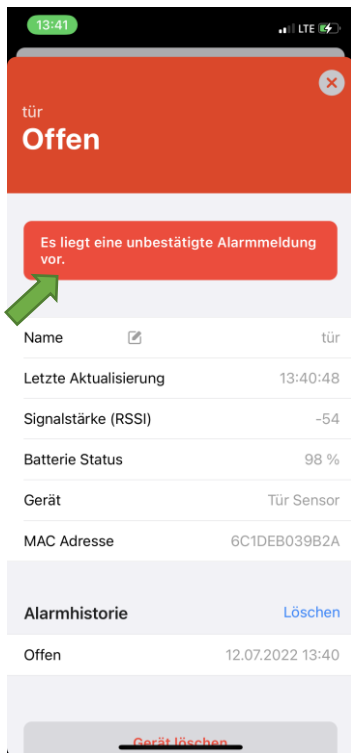 13:41
LTE
tür
Offen
Es liegt eine unbestätigte Alarmmeldung
vor.
Name tür
Letzte Aktualisierung 13:40:48
Signalstärke (RSSI) -54
Batterie Status 98 %
Gerät Tür Sensor
MAC Adresse 6C1DEB039B2A
Alarmhistorie Löschen
Offen 12.07.2022 13:40
Gerät löschen